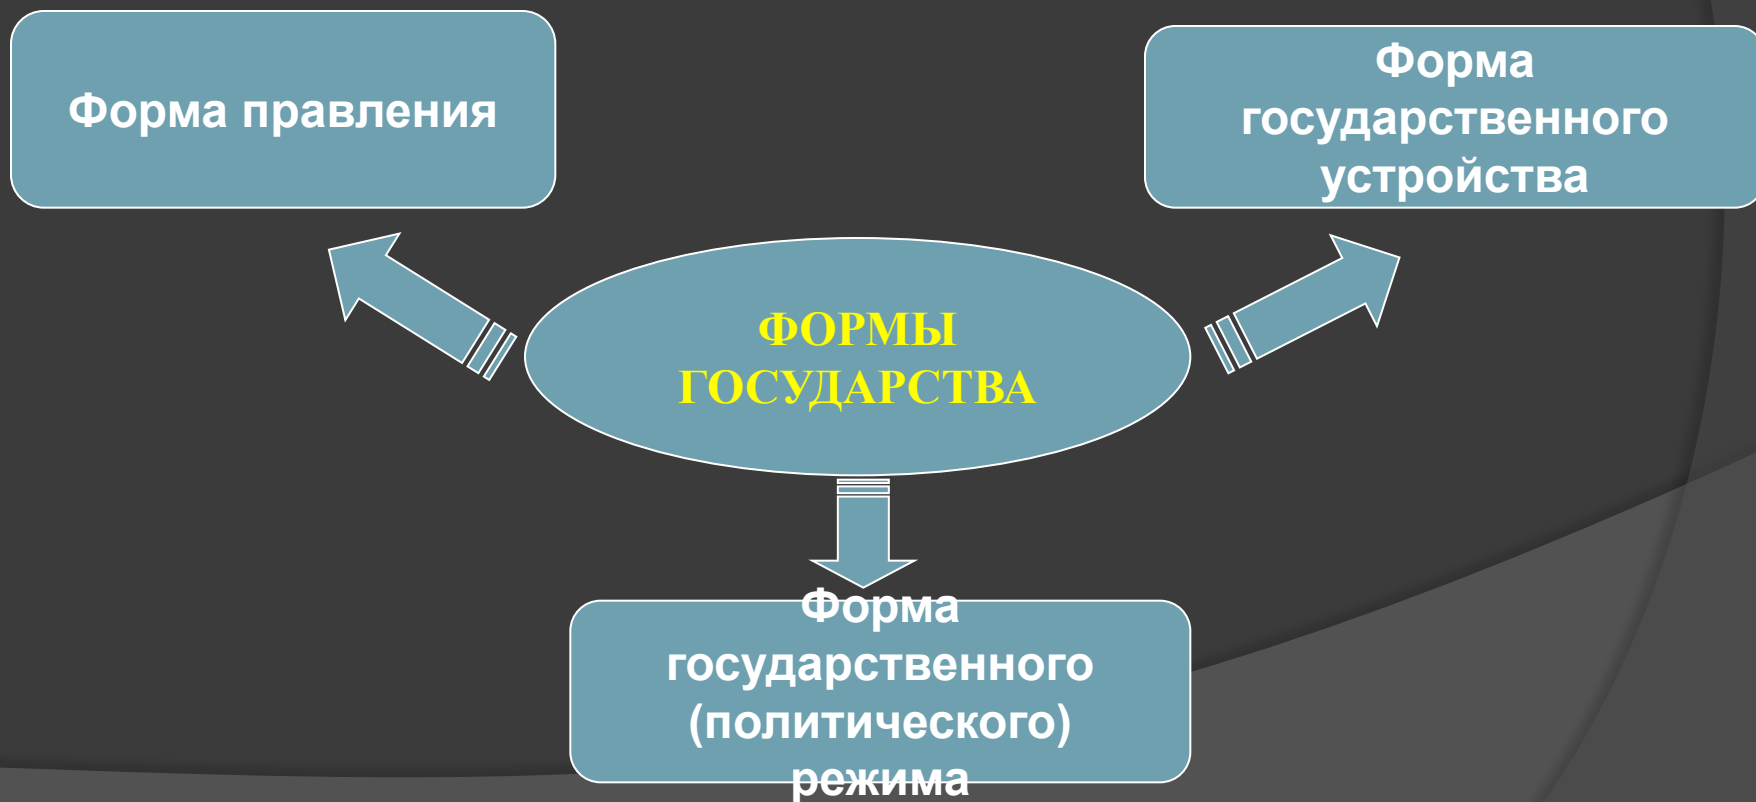 Форма правления
Форма
государственного
устройства
ФОРМЫ
ГОСУДАРСТВА
Форма
государственного
(политического)
режима